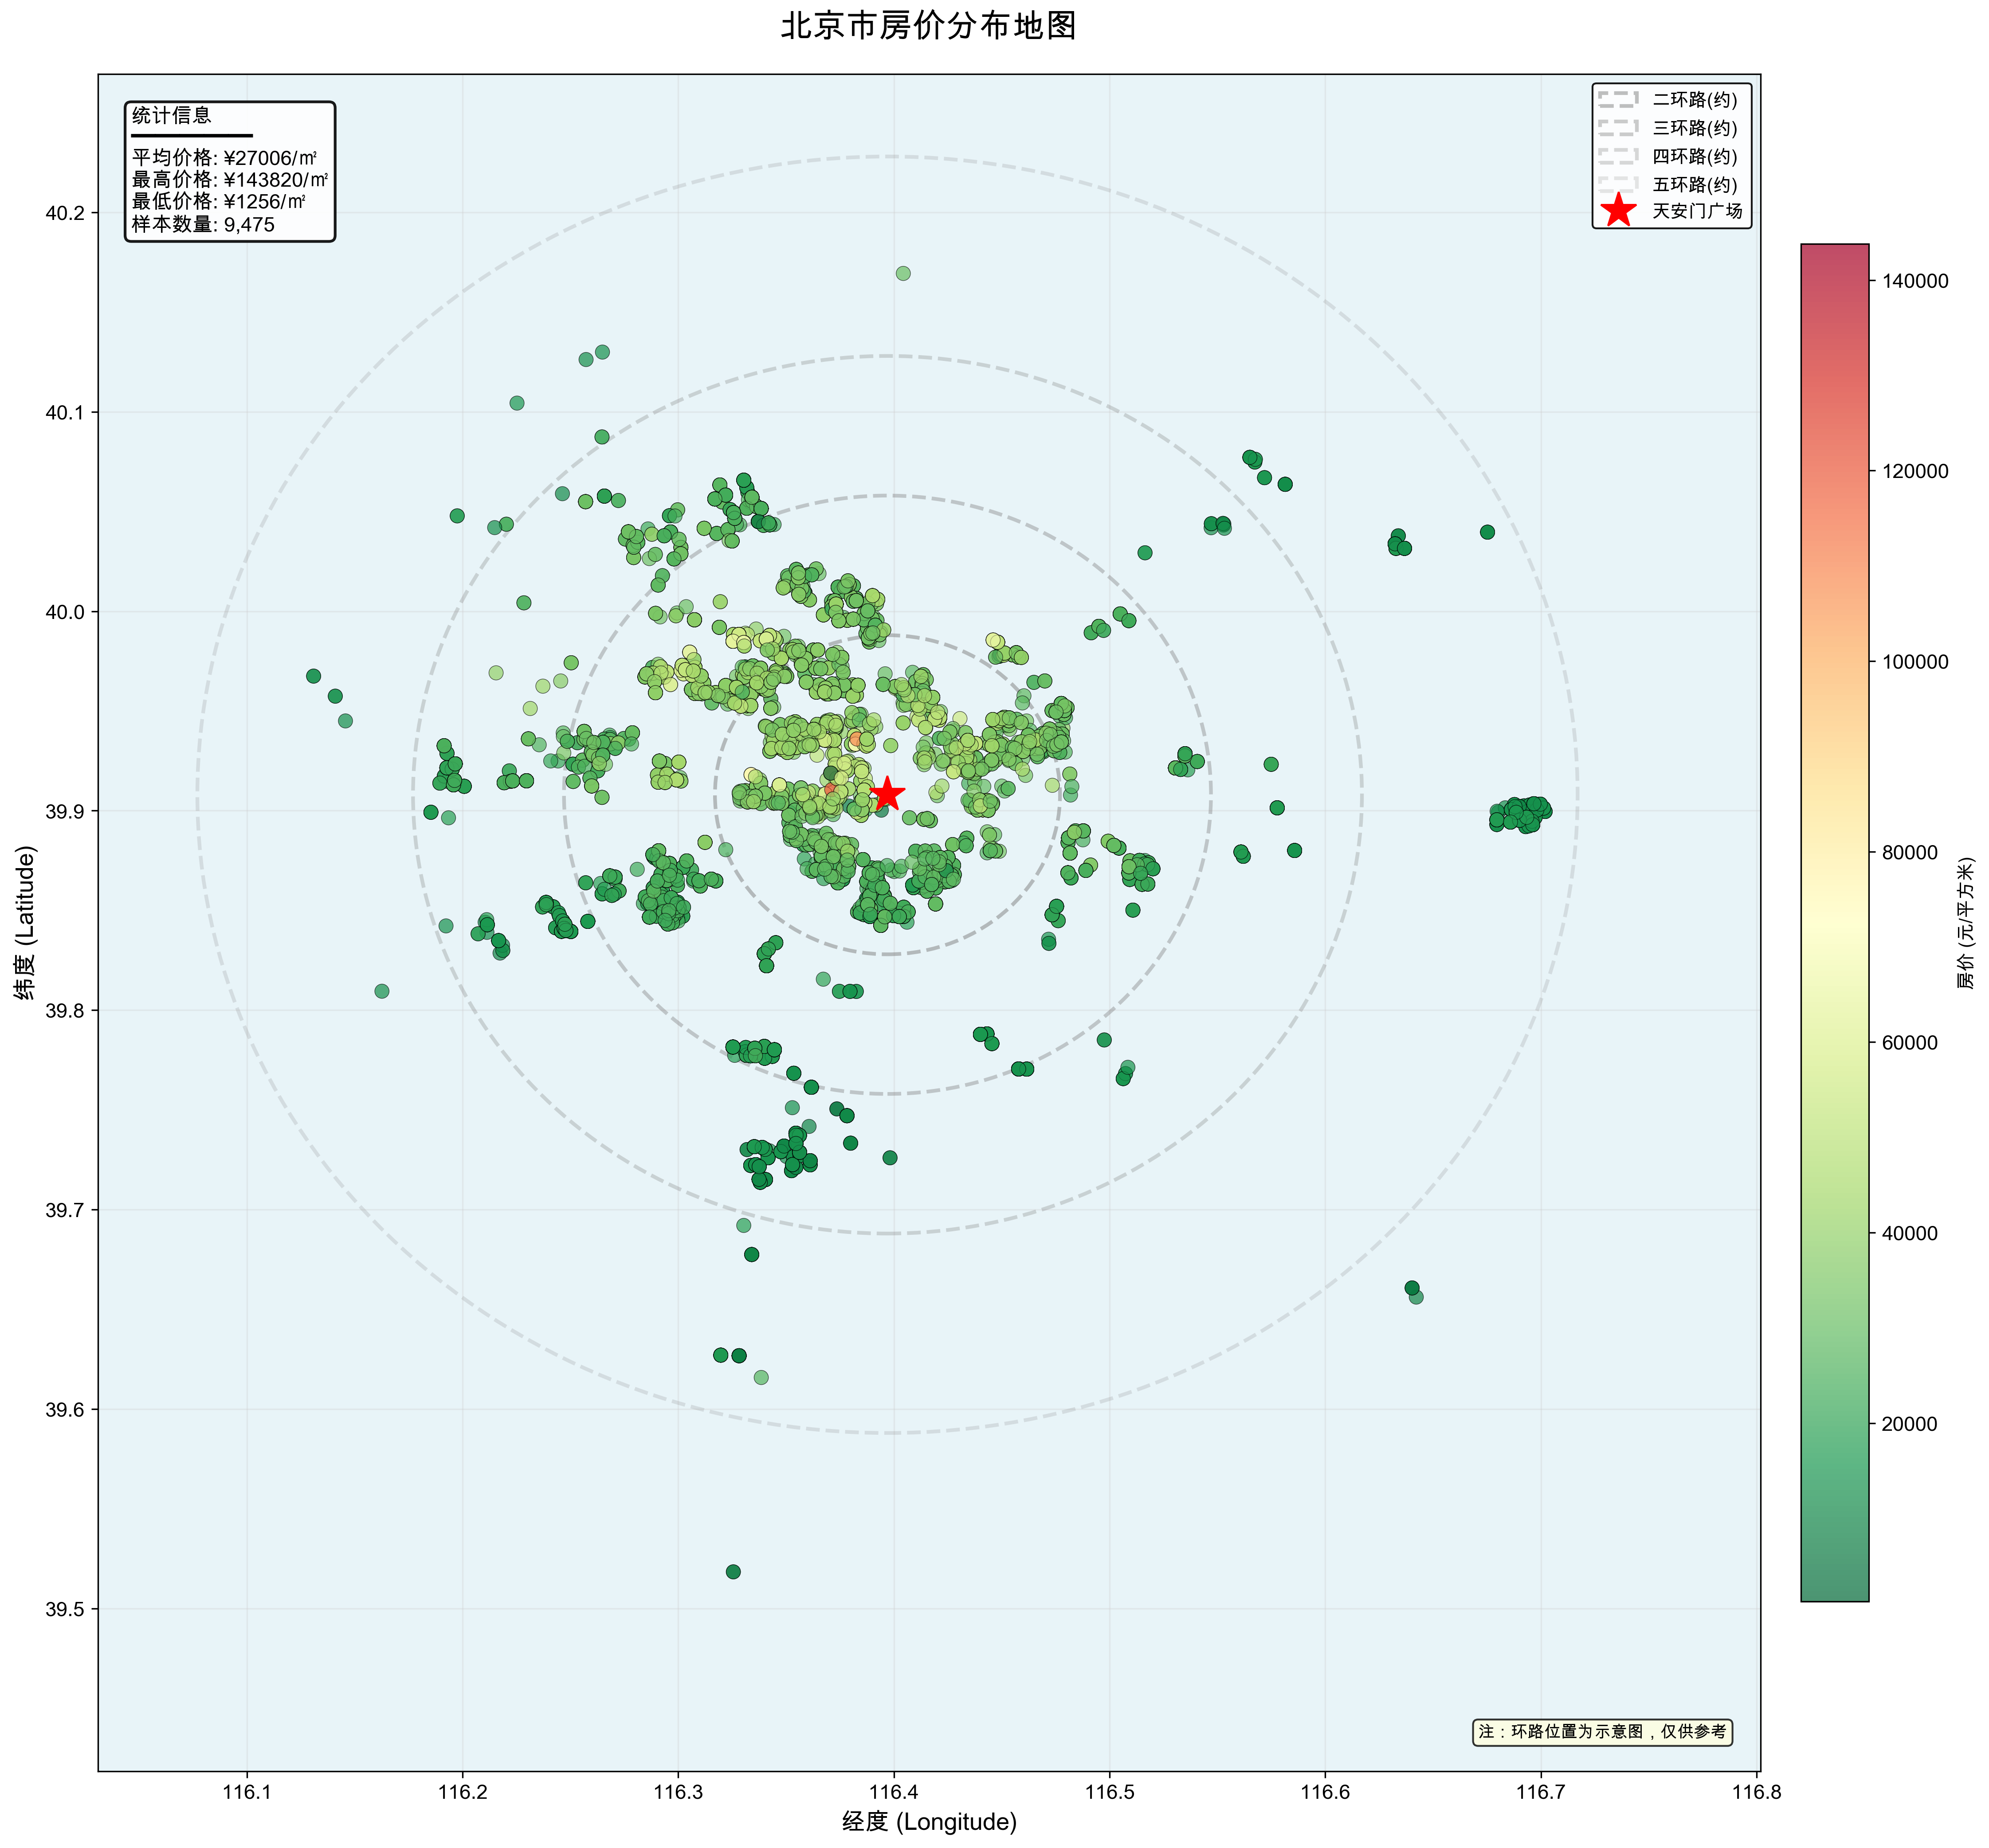 北京市房价分布地图
统计信息
平均价格: ¥27006/㎡
最高价格: ¥143820/㎡
最低价格: ¥1256/㎡
样本数量: 9,475
二环路(约)
三环路(约)
四环路(约)
五环路(约)
天安门广场
40.2
40.1
40.0
39.9
39.8
39.7
39.6
39.5
纬度 (Latitude)
116.1
116.2
116.3
116.4
116.5
116.6
116.7
116.8
经度 (Longitude)
注：环路位置为示意图，仅供参考
140000
120000
100000
80000
60000
40000
20000
房价 (元/平方米)